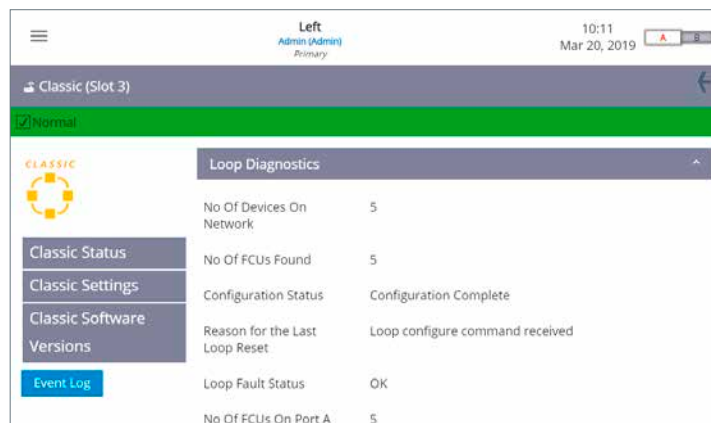 Left
Admin (Admin)
Primary
10:11
Mar 20, 2019
A
B
Classic (Slot 3)
Normal
CLASSIC
Classic Status
Classic Settings
Classic Software
Versions
Event Log
Loop Diagnostics
No Of Devices On
Network
5
No Of FCUs Found
5
Configuration Status
Configuration Complete
Reason for the Last
Loop Reset
Loop configure command received
Loop Fault Status
OK
No Of FCUs On Port A
5